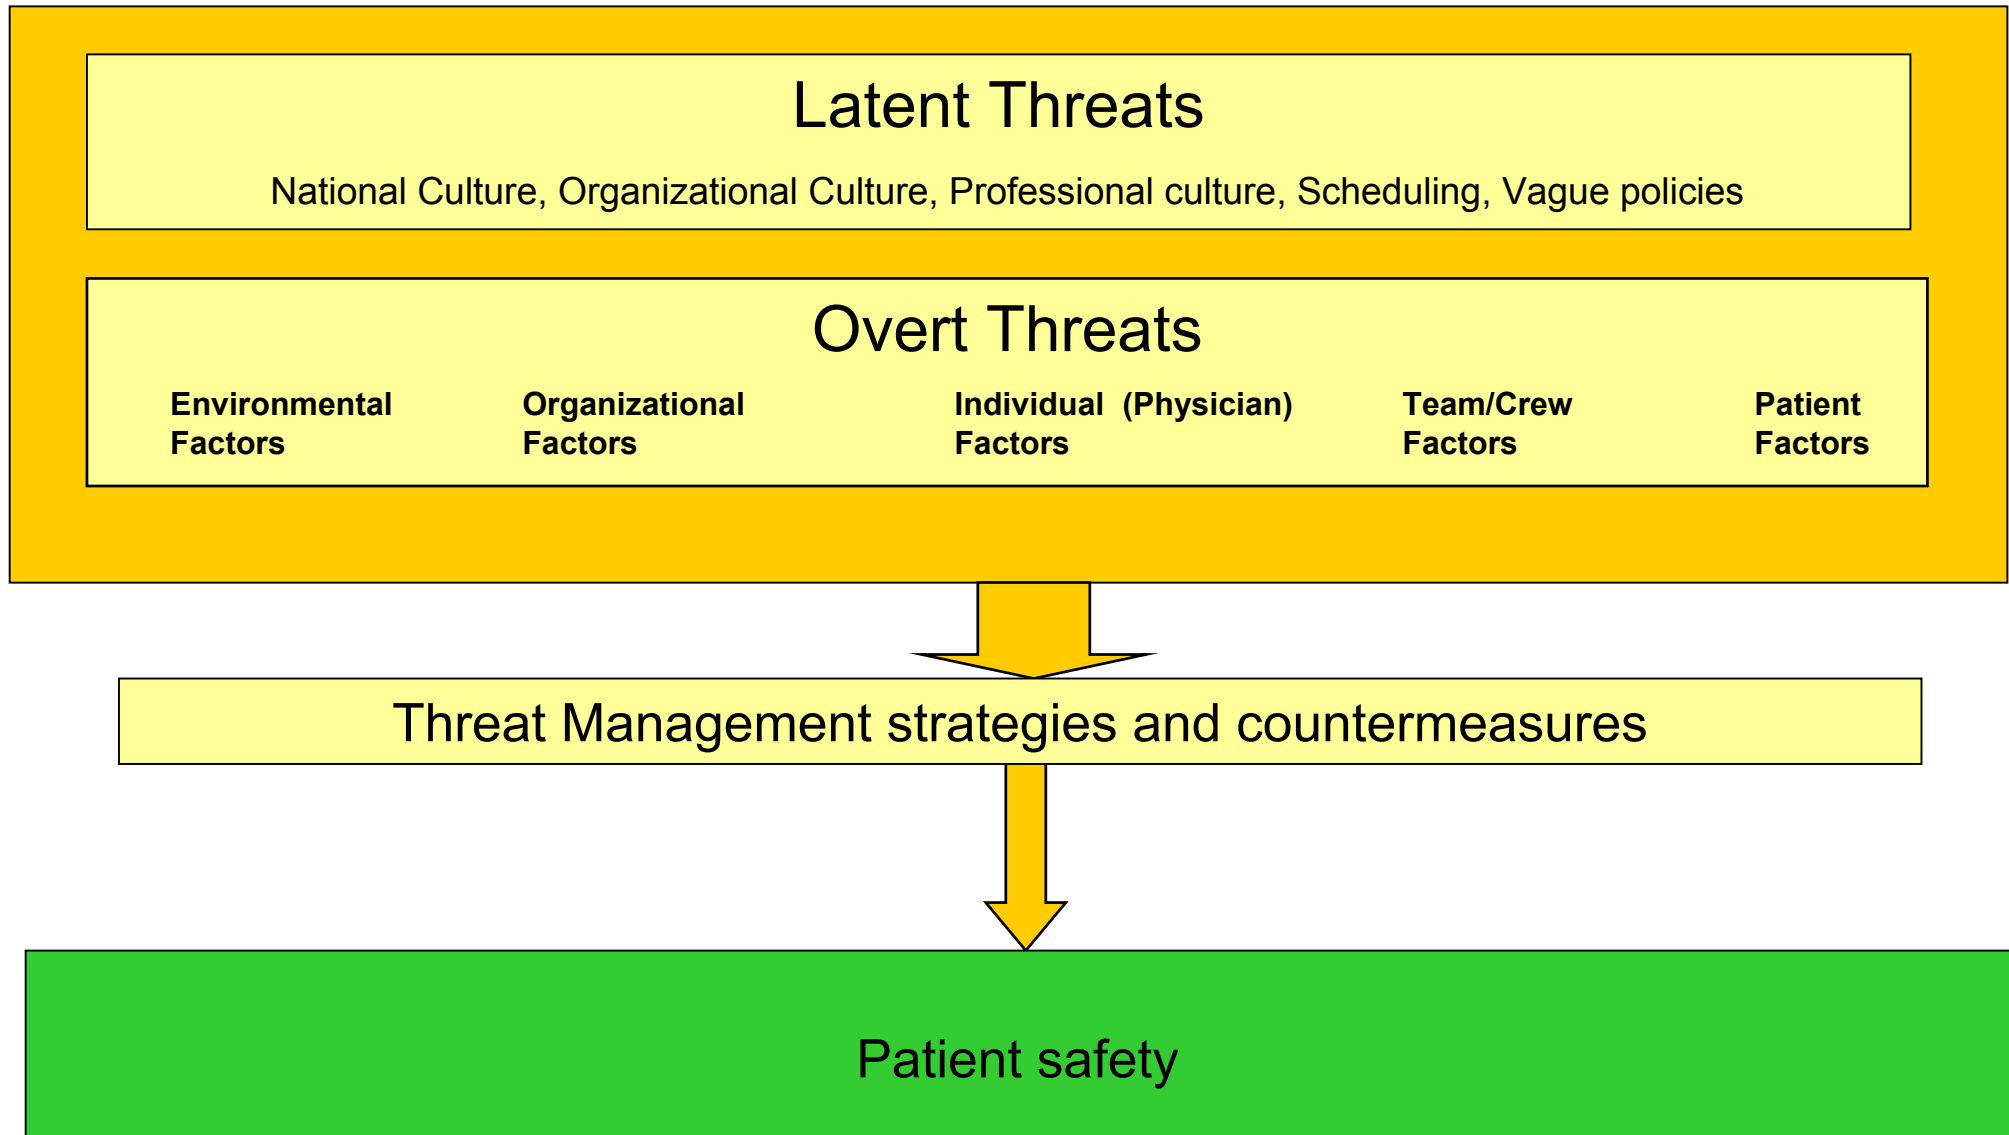 Latent Threats
National Culture, Organizational Culture, Professional culture, Scheduling, Vague policies
Overt Threats
Environmental Factors
Organizational Factors
Individual (Physician) Factors
Team/Crew Factors
Patient Factors
Threat Management strategies and countermeasures
Patient safety